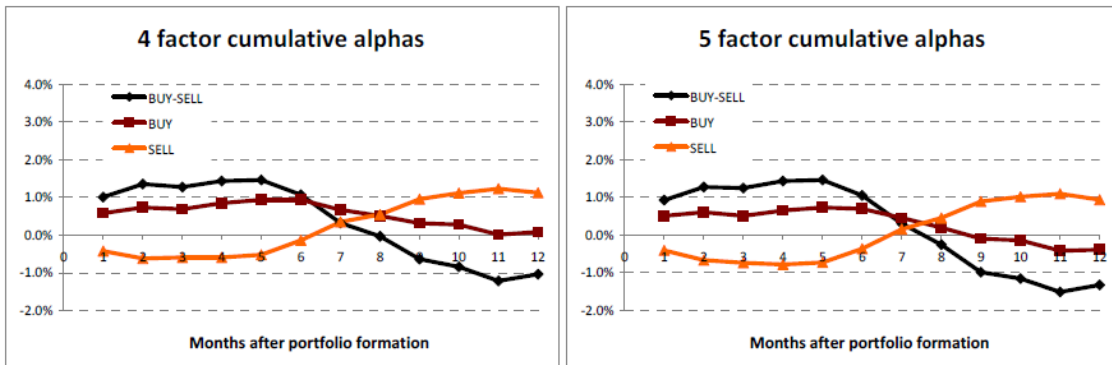 4 factor cumulative alphas
4.0%
3.0%
2.0%
1.0%
0.0%
-1.0%
-2.0%
BUY-SELL
BUY
SELL
0 1 2 3 4 5 6 7 8 9 10 11 12
Months after portfolio formation
5 factor cumulative alphas
4.0%
3.0%
2.0%
1.0%
0.0%
-1.0%
-2.0%
BUY-SELL
BUY
SELL
0 1 2 3 4 5 6 7 8 9 10 11 12
Months after portfolio formation